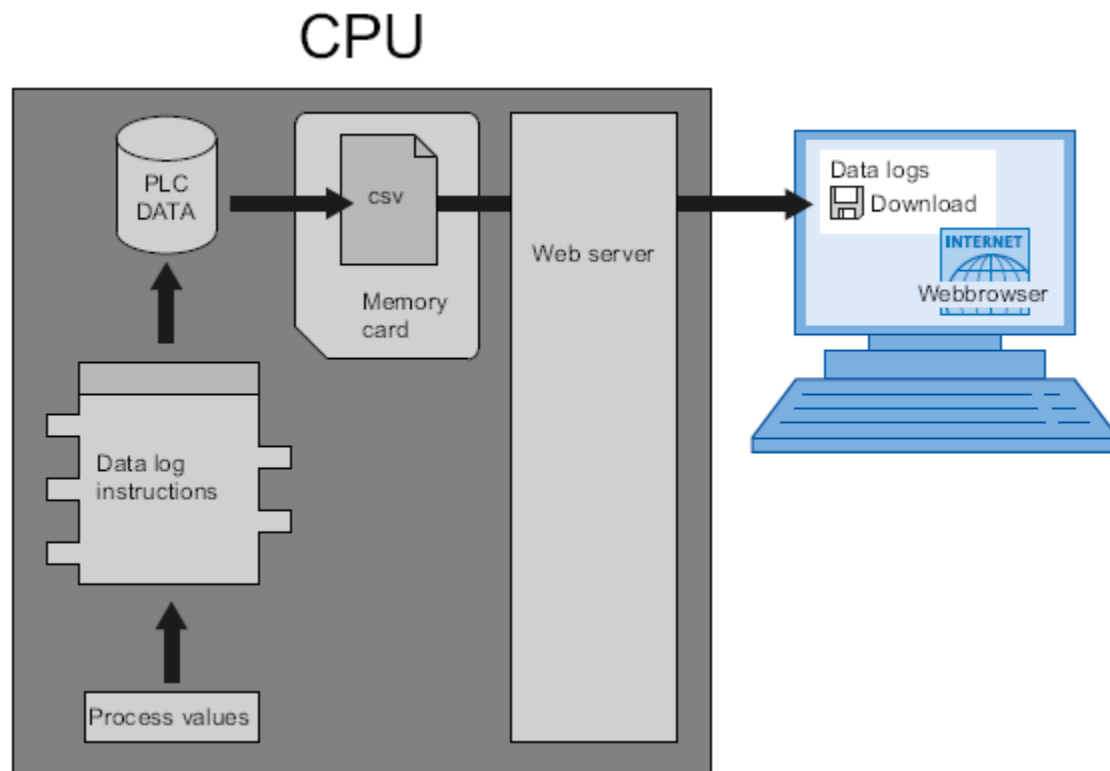 CPU
PLC
DATA
csv
Memory
card
Web server
Data logs
Download
INTERNET
Webbrowser
Data log
instructions
Process values